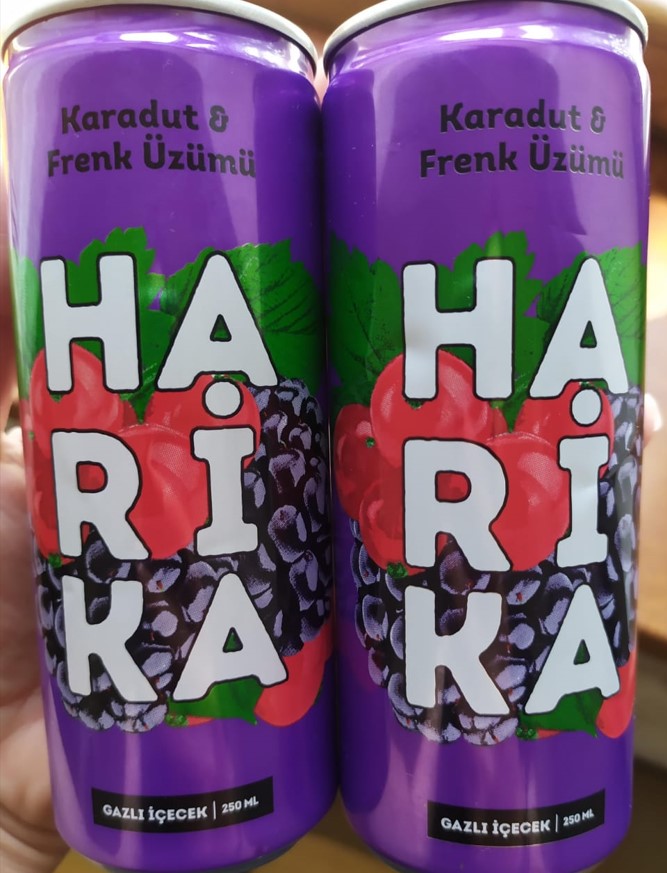 Karadut &
Frenk Üzümü
HA
Rİ
KA
GAZLI İÇECEK | 250 ML
Karadut &
Frenk Üzümü
HA
Rİ
KA
GAZLI İÇECEK | 250 ML